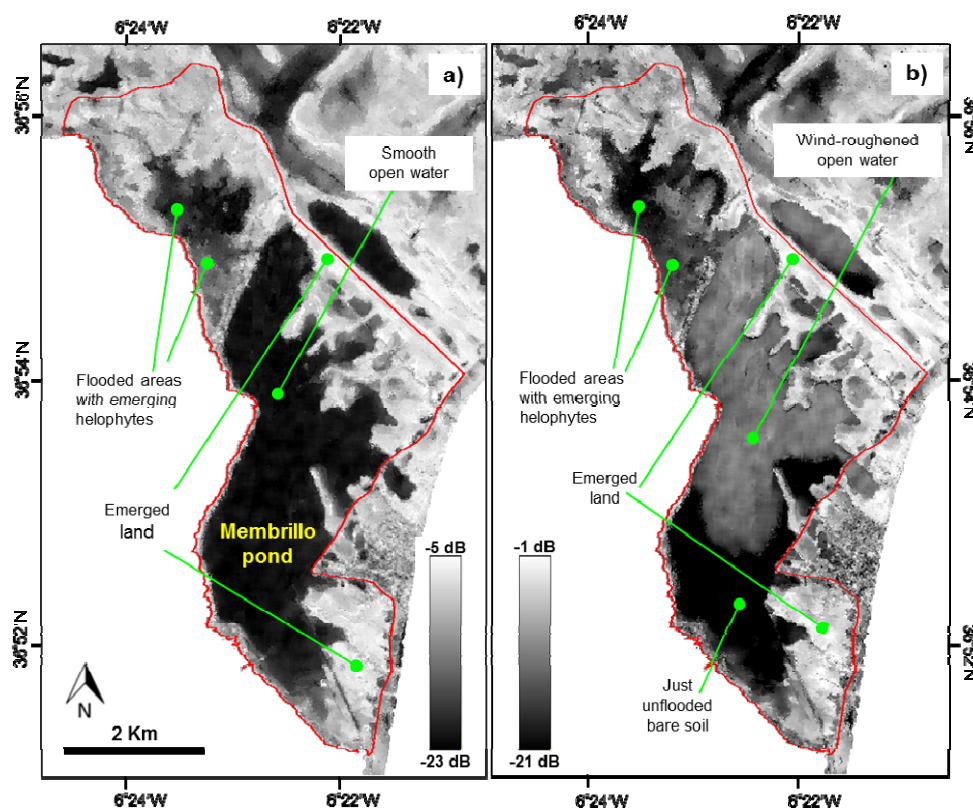 6°24'W
6°22'W
6°24'W
6°22'W
a)
b)
36°56'N
36°56'N
Smooth
open water
Wind-roughened
open water
36°54'N
36°54'N
Flooded areas
with emerging
helophytes
Flooded areas
with emerging
helophytes
Emerged
land
Emerged
land
Membrillo
pond
-5 dB
-23 dB
-1 dB
-21 dB
36°52'N
36°52'N
Just
unflooded
bare soil
N
2 Km
6°24'W
6°22'W
6°24'W
6°22'W